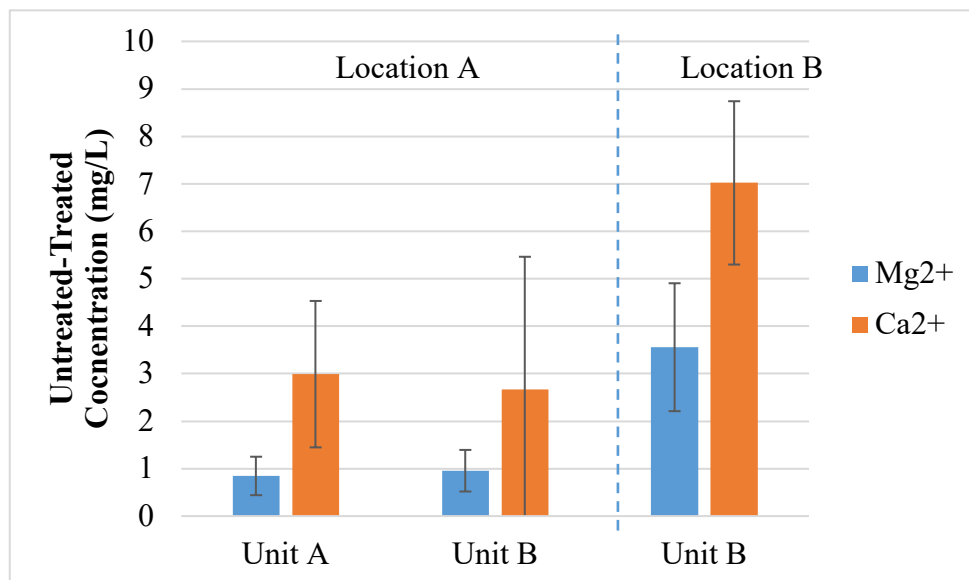 10
9
8
7
6
5
4
3
2
1
0
Untreated-Treated
Cocnentration (mg/L)
Location A
Location B
Unit A
Unit B
Unit B
Mg2+
Ca2+